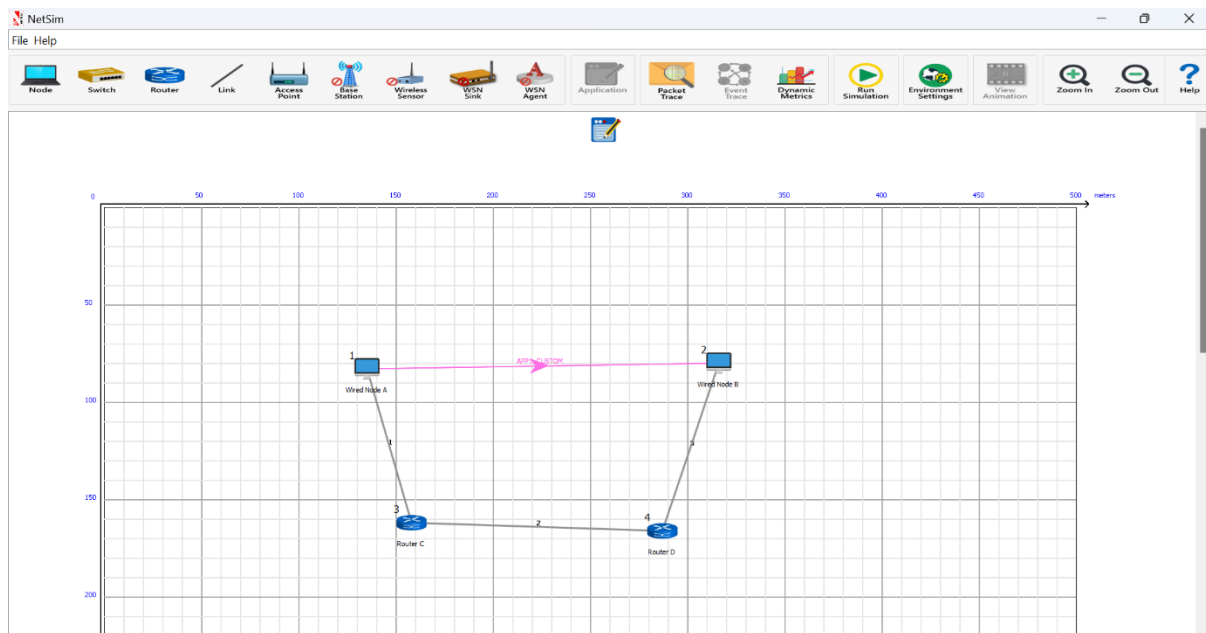 NetSim
File Help
Node
Switch
Router
Link
Access
Point
Base
Station
Wireless
Sensor
WSN
Sink
WSN
Agent
Application
Packet
Trace
Event
Trace
Dynamic
Metrics
Run
Simulation
Environment
Settings
View
Animation
Zoom In
Zoom Out
Help
0 50 100 150 200 250 300 350 400 450 500 meters
50
1
2
APP1_CUSTOM
Wired Node A
Wired Node B
100
1
3
150
3
4
2
Router C
Router D
200